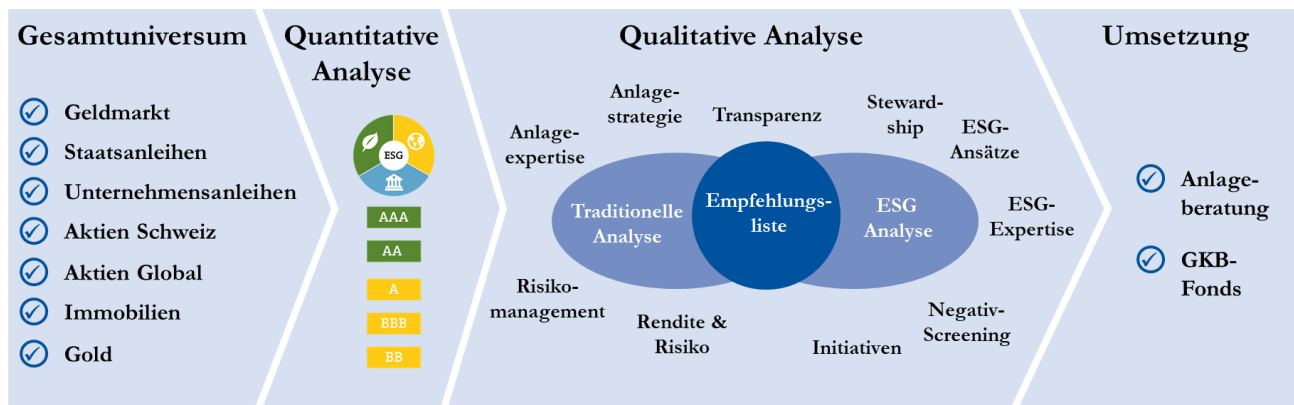 Gesamtuniversum
Geldmarkt
Staatsanleihen
Unternehmensanleihen
Aktien Schweiz
Aktien Global
Immobilien
Gold
Quantitative
Analyse
ESG
AAA
AA
A
BBB
BB
Qualitative Analyse
Anlage-
expertise
Anlage-
strategie
Transparenz
Steward-
ship
ESG-
Ansätze
Traditionelle
Analyse
Empfehlungs-
liste
ESG
Analyse
ESG-
Expertise
Risiko-
management
Rendite &
Risiko
Initiativen
Negativ-
Screening
Umsetzung
Anlage-
beratung
GKB-
Fonds